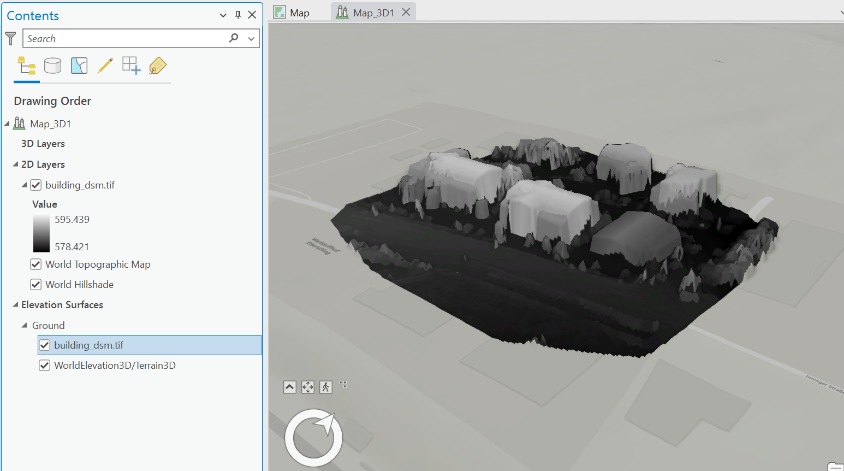 Contents
Map
Map_3D1
Search
Drawing Order
Map_3D1
3D Layers
2D Layers
building_dsm.tif
Value
595.439
578.421
World Topographic Map
World Hillshade
Elevation Surfaces
Ground
building_dsm.tif
WorldElevation3D/Terrain3D